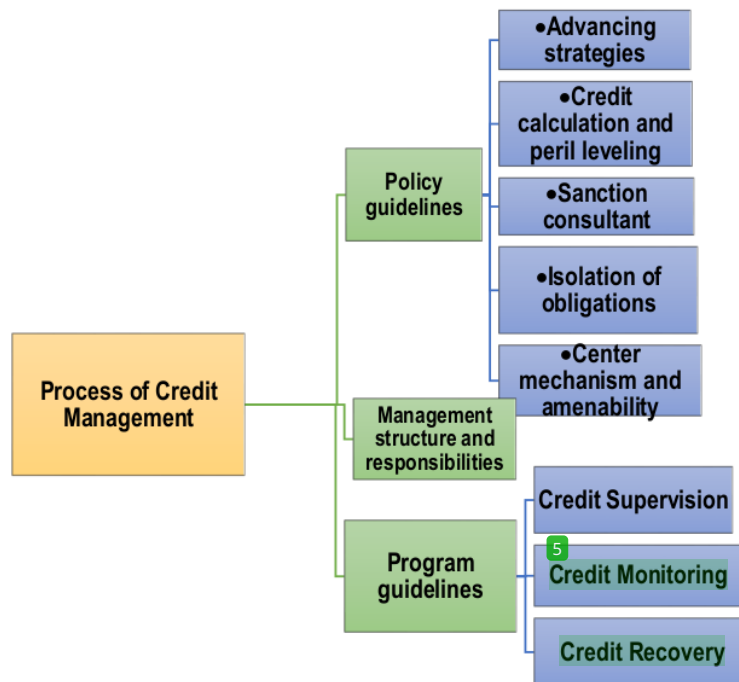 •Advancing
strategies
•Credit
calculation and
peril leveling
Policy
guidelines
•Sanction
consultant
•Isolation of
obligations
•Center
mechanism and
amenability
Process of Credit
Management
Management
structure and
responsibilities
Credit Supervision
5
Program
guidelines
Credit Monitoring
Credit Recovery